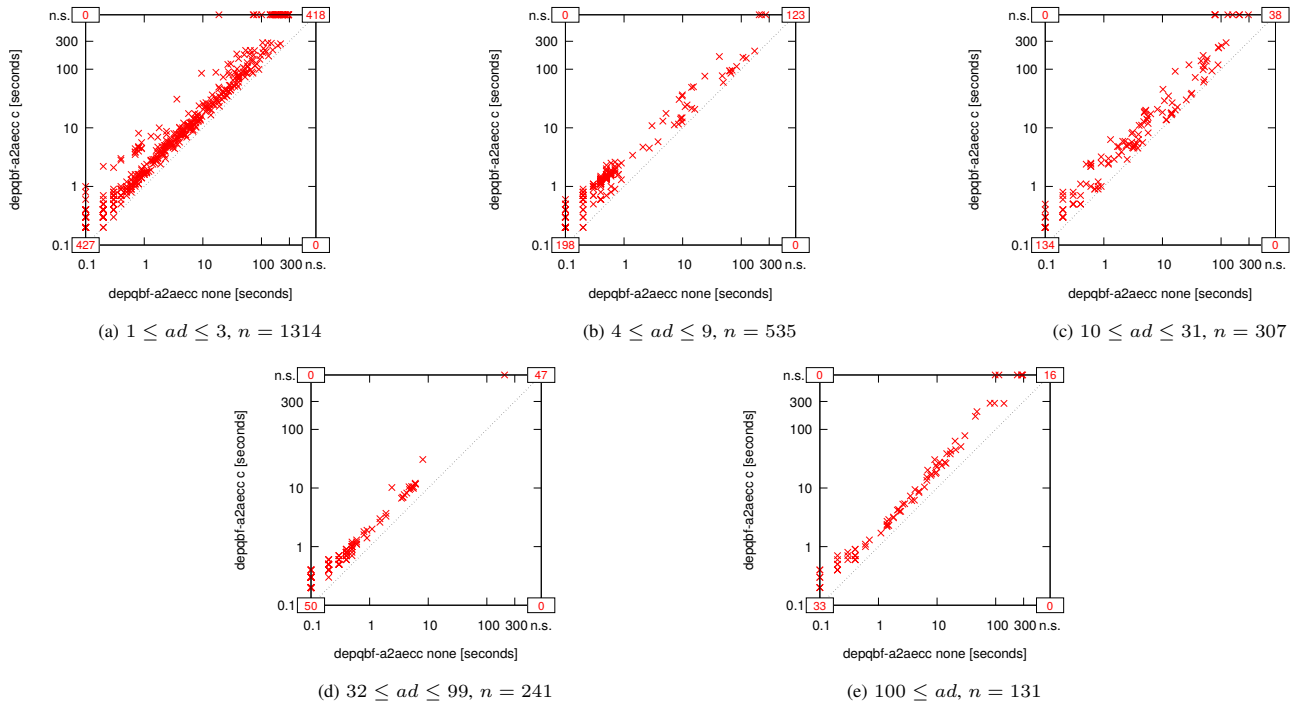 n.s.
0
418
300
100
10
1
0.1
427
0
0.1
1
10
100 300 n.s.
depqbf-a2aecc c [seconds]
depqbf-a2aecc none [seconds]
(a) 1 ≤ ad ≤ 3, n = 1314
n.s.
0
123
300
100
10
1
0.1
198
0
0.1
1
10
100 300 n.s.
depqbf-a2aecc c [seconds]
depqbf-a2aecc none [seconds]
(b) 4 ≤ ad ≤ 9, n = 535
n.s.
0
38
300
100
10
1
0.1
134
0
0.1
1
10
100 300 n.s.
depqbf-a2aecc c [seconds]
depqbf-a2aecc none [seconds]
(c) 10 ≤ ad ≤ 31, n = 307
n.s.
0
47
300
100
10
1
0.1
50
0
0.1
1
10
100 300 n.s.
depqbf-a2aecc c [seconds]
depqbf-a2aecc none [seconds]
(d) 32 ≤ ad ≤ 99, n = 241
n.s.
0
16
300
100
10
1
0.1
33
0
0.1
1
10
100 300 n.s.
depqbf-a2aecc c [seconds]
depqbf-a2aecc none [seconds]
(e) 100 ≤ ad, n = 131